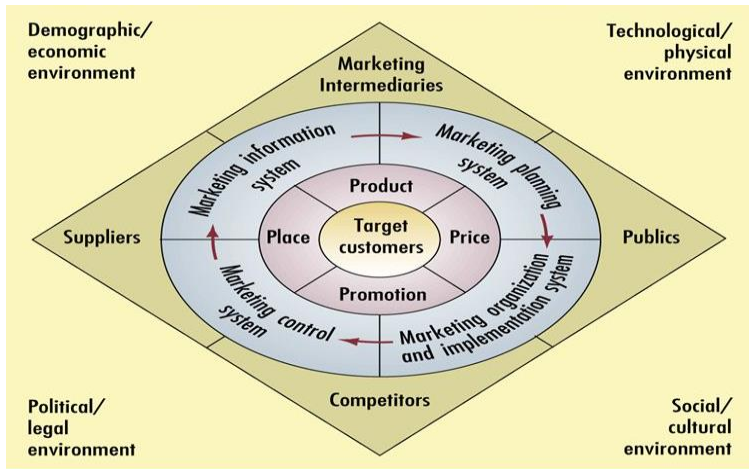 Demographic/
economic
environment
Technological/
physical
environment
Marketing
Intermediaries
Marketing information
system
Marketing planning
system
Product
Suppliers
Place
Target
customers
Price
Publics
Promotion
Marketing control
system
Marketing organization
and implementation system
Competitors
Political/
legal
environment
Social/
cultural
environment